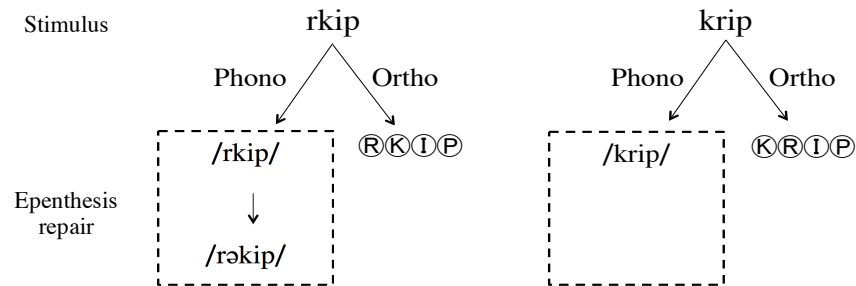 Stimulus rkip krip
Phono Ortho Phono Ortho
/rkip/ ⓇⓀⒾⓅ /krip/ ⓀⓇⒾⓅ
Epenthesis
repair
/rəkip/